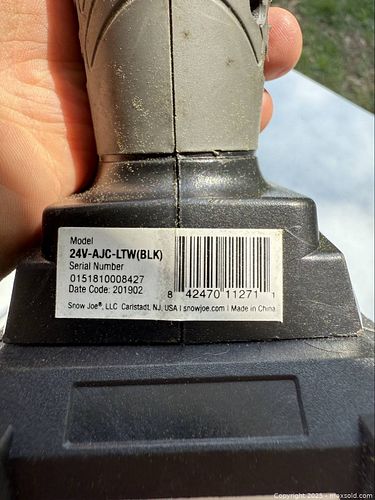 Model
24V-AJC-LTW(BLK)
Serial Number
0151810008427
Date Code: 201902
8 42470 11271 1
Snow Joe®, LLC Carlstadt, NJ, USA | snowjoe.com | Made in China
Copyright 2025 - maxsold.com